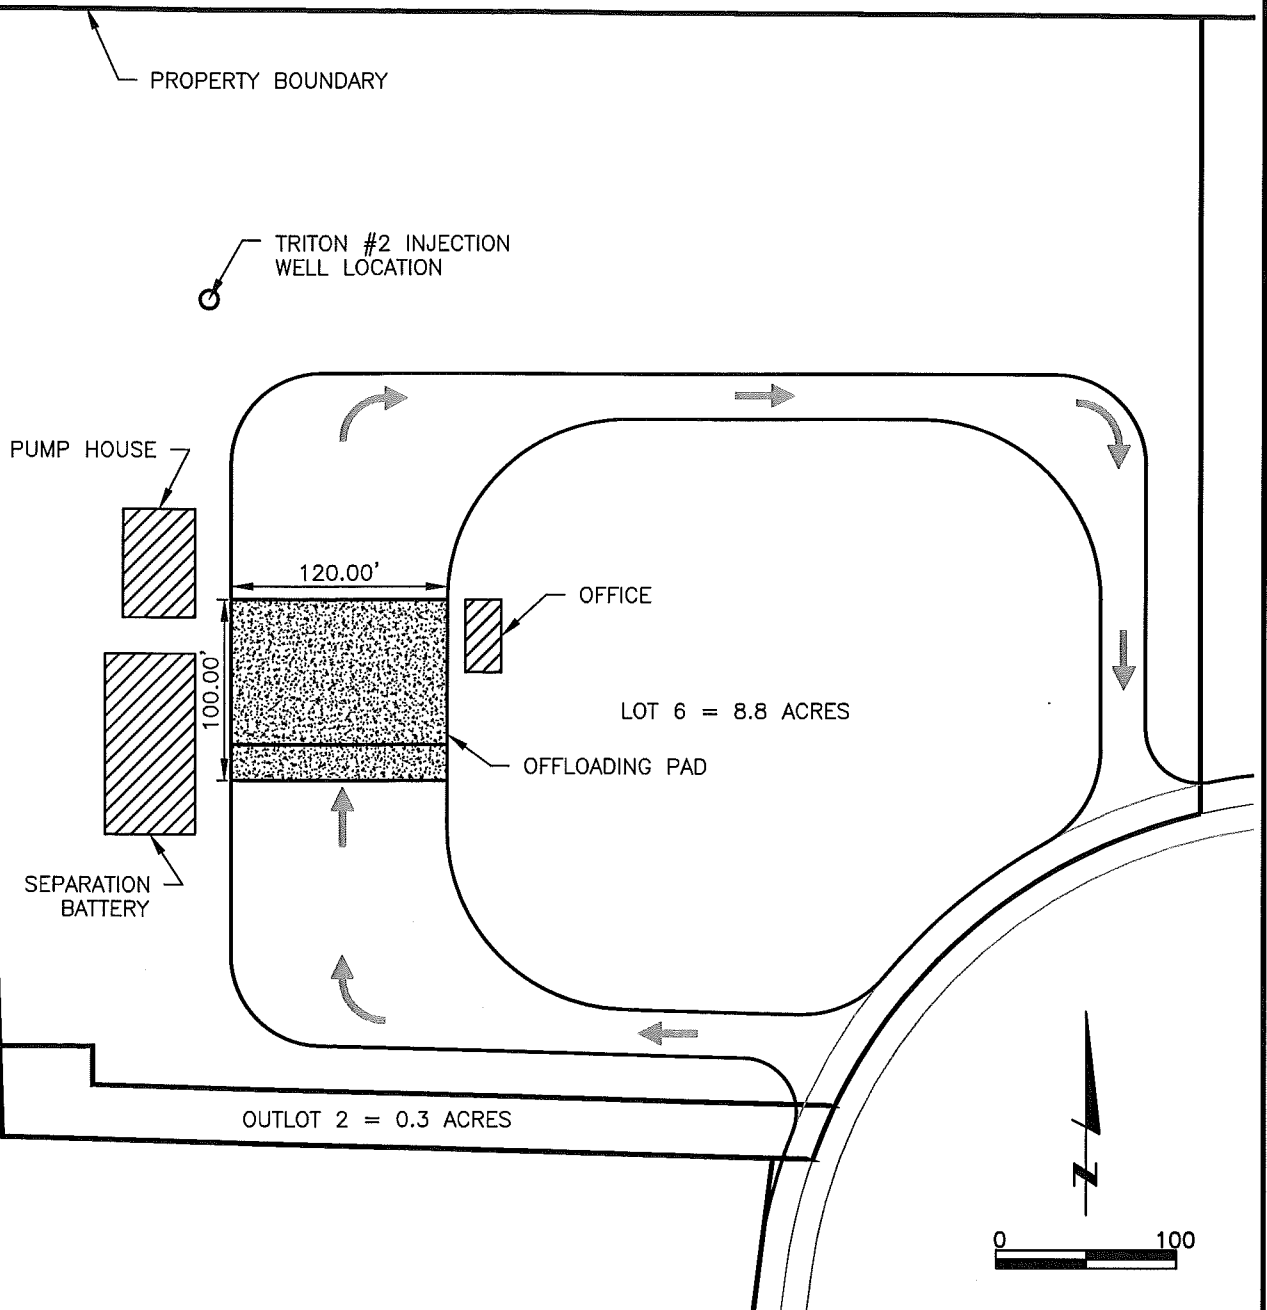 PROPERTY BOUNDARY
TRITON #2 INJECTION
WELL LOCATION
PUMP HOUSE
120.00'
OFFICE
100.00'
LOT 6 = 8.8 ACRES
OFFLOADING PAD
SEPARATION
BATTERY
OUTLOT 2 = 0.3 ACRES
N
0 100